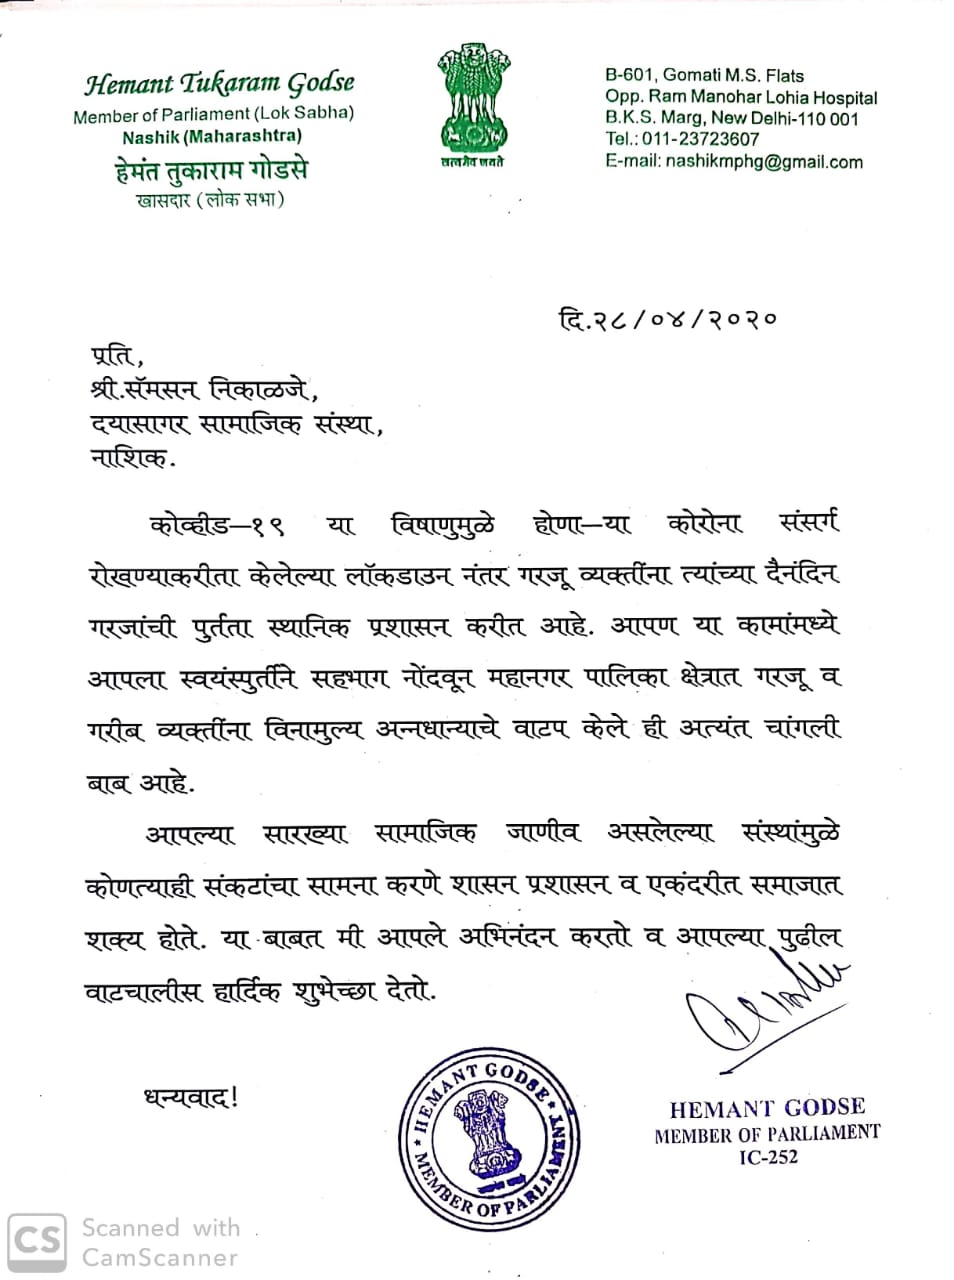 Hemant Tukaram Godse
Member of Parliament (Lok Sabha)
Nashik (Maharashtra)
हेमंत तुकाराम गोडसे
खासदार (लोक सभा)
सत्यमेव जयते
B-601, Gomati M.S. Flats
Opp. Ram Manohar Lohia Hospital
B.K.S. Marg, New Delhi-110 001
Tel.: 011-23723607
E-mail: nashikmphg@gmail.com
दि.२८/०४/२०२०
प्रति,
श्री.सॅमसन निकाळजे,
दयासागर सामाजिक संस्था,
नाशिक.
कोव्हीड–१९ या विषाणुमुळे होणा–या कोरोना संसर्ग
रोखण्याकरीता केलेल्या लॉकडाउन नंतर गरजू व्यक्तींना त्यांच्या दैनंदिन
गरजांची पुर्तता स्थानिक प्रशासन करीत आहे. आपण या कामांमध्ये
आपला स्वयंस्पुर्तीने सहभाग नोंदवून महानगर पालिका क्षेत्रात गरजू व
गरीब व्यक्तींना विनामुल्य अन्नधान्याचे वाटप केले ही अत्यंत चांगली
बाब आहे.
आपल्या सारख्या सामाजिक जाणीव असलेल्या संस्थांमुळे
कोणत्याही संकटांचा सामना करणे शासन प्रशासन व एकंदरीत समाजात
शक्य होते. या बाबत मी आपले अभिनंदन करतो व आपल्या पुढील
वाटचालीस हार्दिक शुभेच्छा देतो.
धन्यवाद!
HEMANT GODSE
MEMBER OF PARLIAMENT
HEMANT GODSE
MEMBER OF PARLIAMENT
IC-252
CS
Scanned with
CamScanner